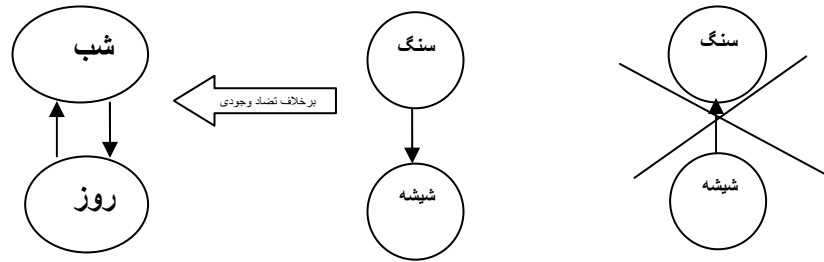 سنگ
شیشه
سنگ
شیشه
برخلاف تضاد وجودی
شب
روز